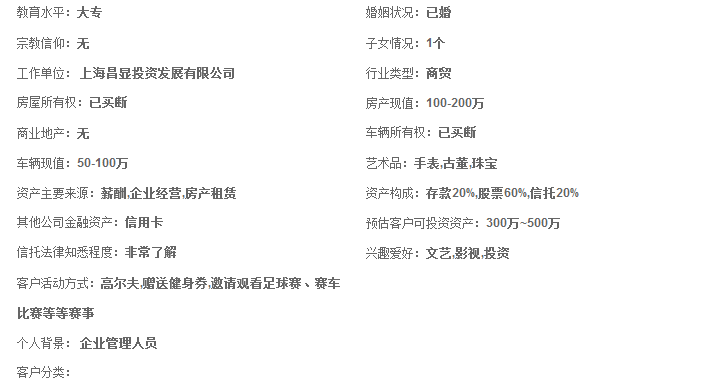 教育水平：大专
婚姻状况：已婚
宗教信仰：无
子女情况：1个
工作单位：上海昌显投资发展有限公司
行业类型：商贸
房屋所有权：已买断
房产现值：100-200万
商业地产：无
车辆所有权：已买断
车辆现值：50-100万
艺术品：手表,古董,珠宝
资产主要来源：薪酬,企业经营,房产租赁
资产构成：存款20%,股票60%,信托20%
其他公司金融资产：信用卡
预估客户可投资资产：300万~500万
信托法律知悉程度：非常了解
兴趣爱好：文艺,影视,投资
客户活动方式：高尔夫,赠送健身券,邀请观看足球赛、赛车
比赛等等赛事
个人背景：企业管理人员
客户分类：